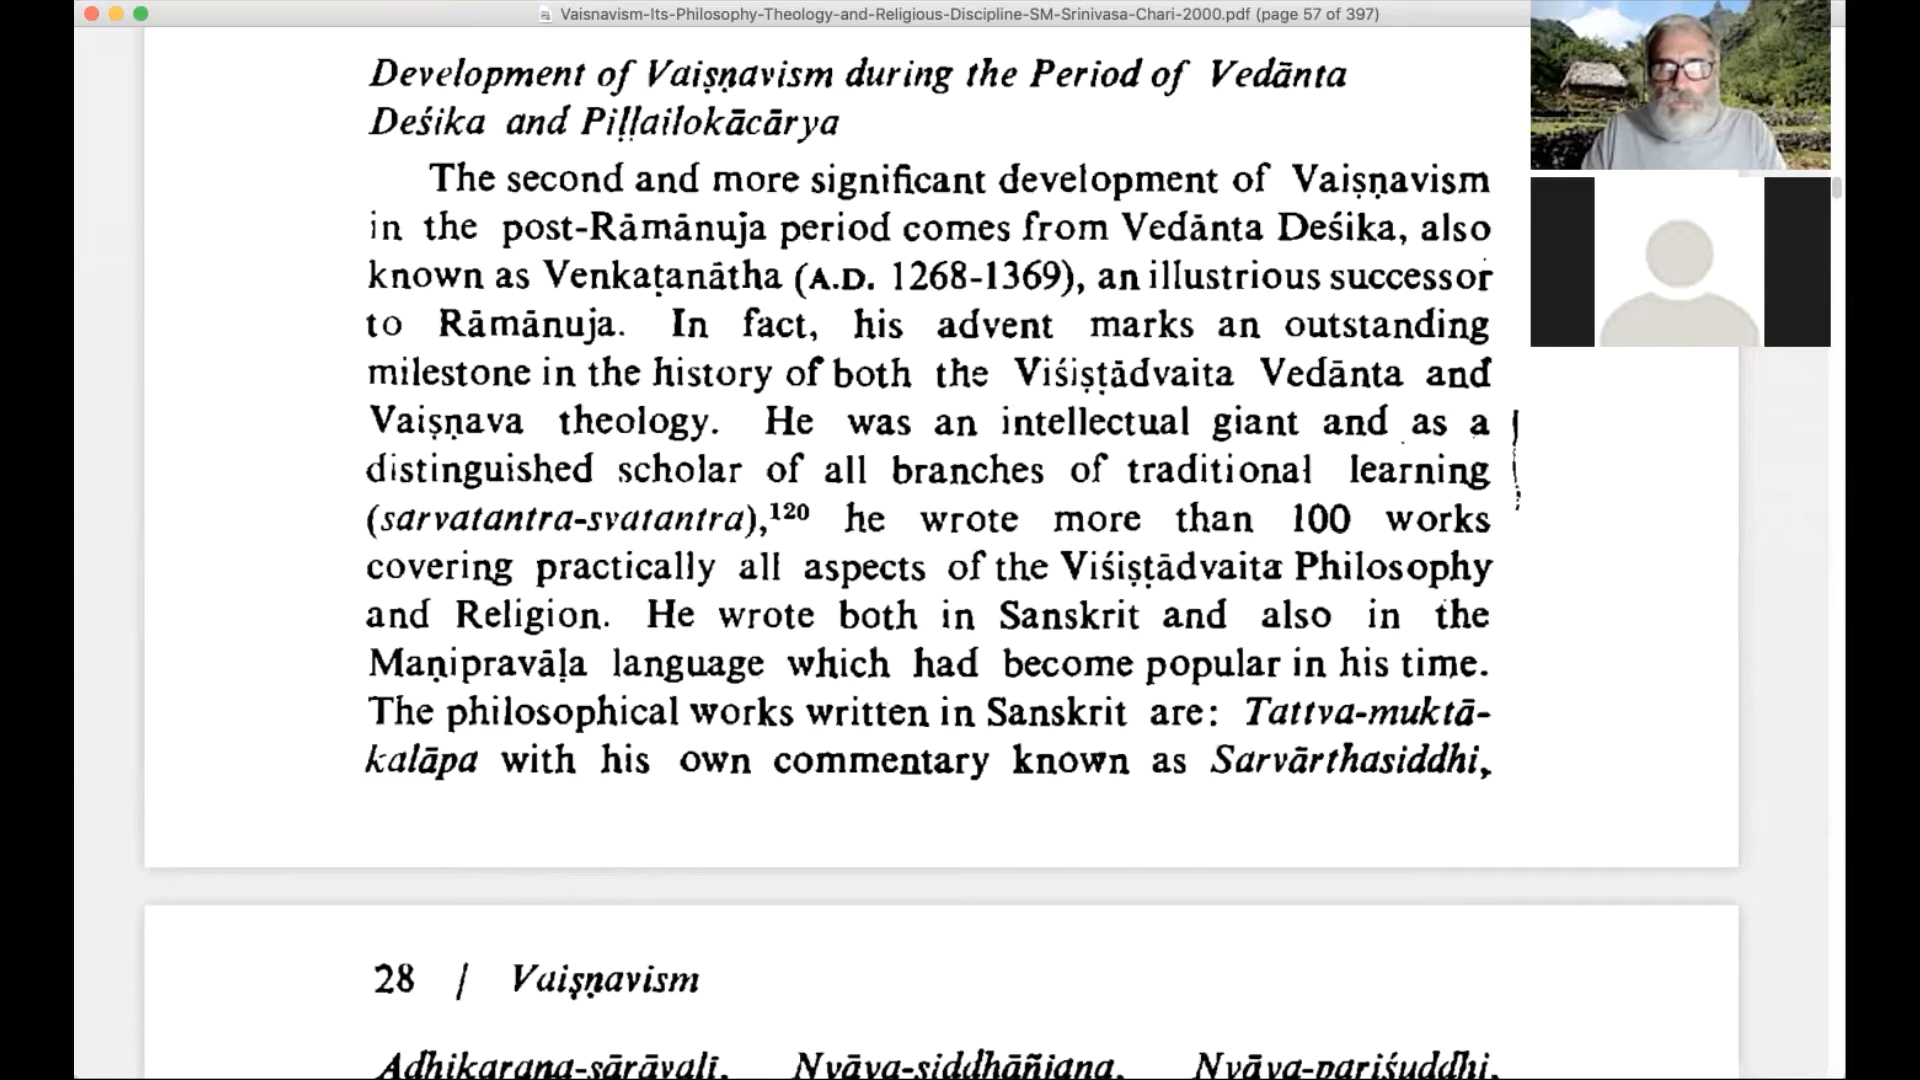 Vaisnavism-Its-Philosophy-Theology-and-Religious-Discipline-SM-Srinivasa-Chari-2000.pdf (page 57 of 397)
Development of Vaiṣṇavism during the Period of Vedānta
Deśika and Piḷḷailokācārya
The second and more significant development of Vaiṣṇavism
in the post-Rāmānuja period comes from Vedānta Deśika, also
known as Venkaṭanātha (A.D. 1268-1369), an illustrious successor
to Rāmānuja. In fact, his advent marks an outstanding
milestone in the history of both the Viśiṣṭādvaita Vedānta and
Vaiṣṇava theology. He was an intellectual giant and as a
distinguished scholar of all branches of traditional learning
(sarvatantra-svatantra),120 he wrote more than 100 works
covering practically all aspects of the Viśiṣṭādvaita Philosophy
and Religion. He wrote both in Sanskrit and also in the
Maṇipravāḷa language which had become popular in his time.
The philosophical works written in Sanskrit are: Tattva-muktā-
kalāpa with his own commentary known as Sarvārthasiddhi,
28 / Vaiṣṇavism
Adhikaraṇa-sārāvali, Nyāya-siddhāñjana, Nyāya-pariśuddhi,